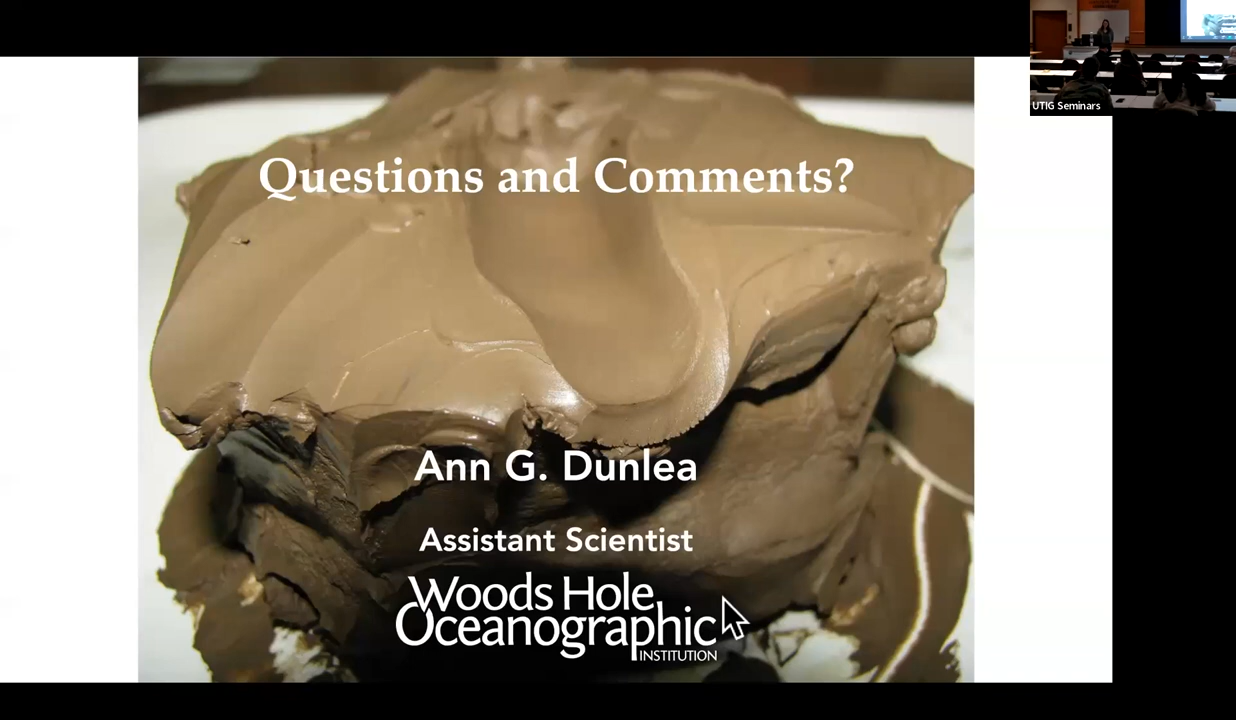 Questions and Comments?
Ann G. Dunlea
Assistant Scientist
Woods Hole
Oceanographic
INSTITUTION
UTIG Seminars